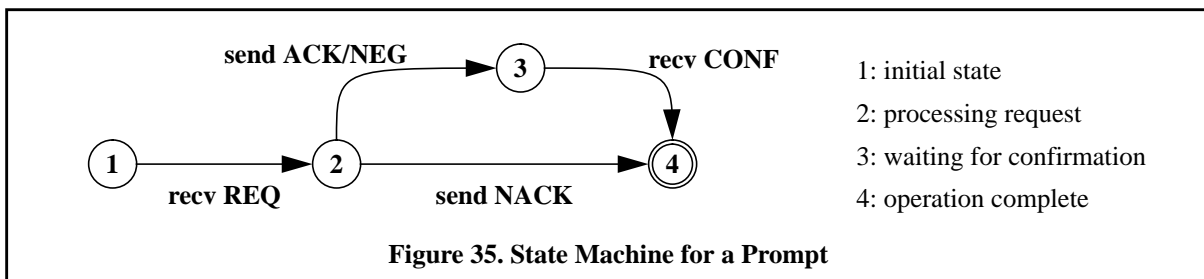 send ACK/NEG
3
recv CONF
1: initial state
2: processing request
1
2
4
3: waiting for confirmation
recv REQ
send NACK
4: operation complete
Figure 35. State Machine for a Prompt